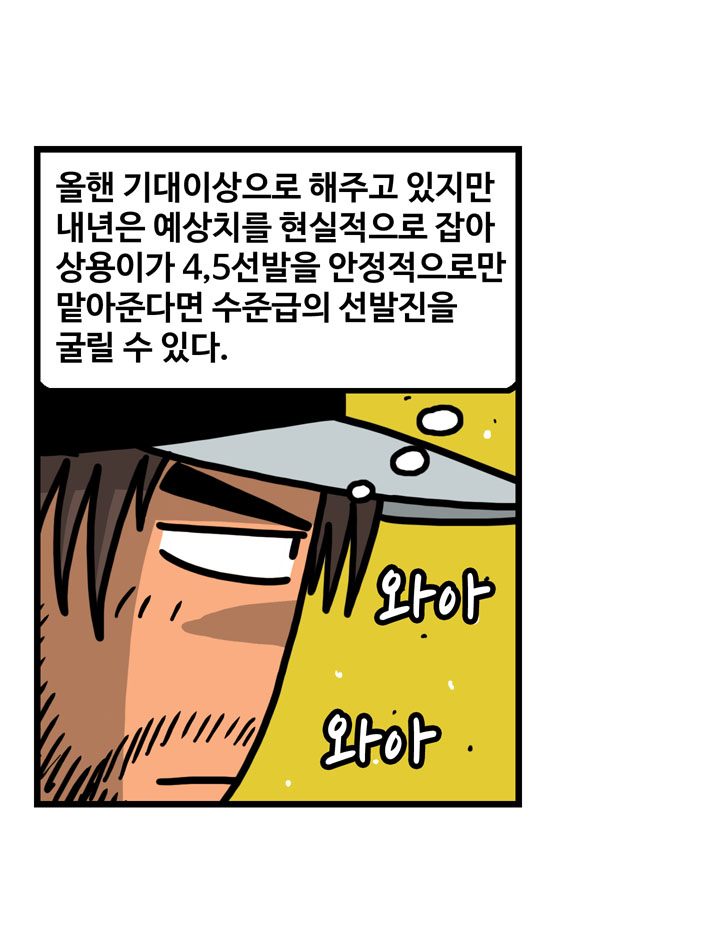 올핸 기대이상으로 해주고 있지만
내년은 예상치를 현실적으로 잡아
상용이가 4,5선발을 안정적으로만
맡아준다면 수준급의 선발진을
굴릴 수 있다.
와아
와아